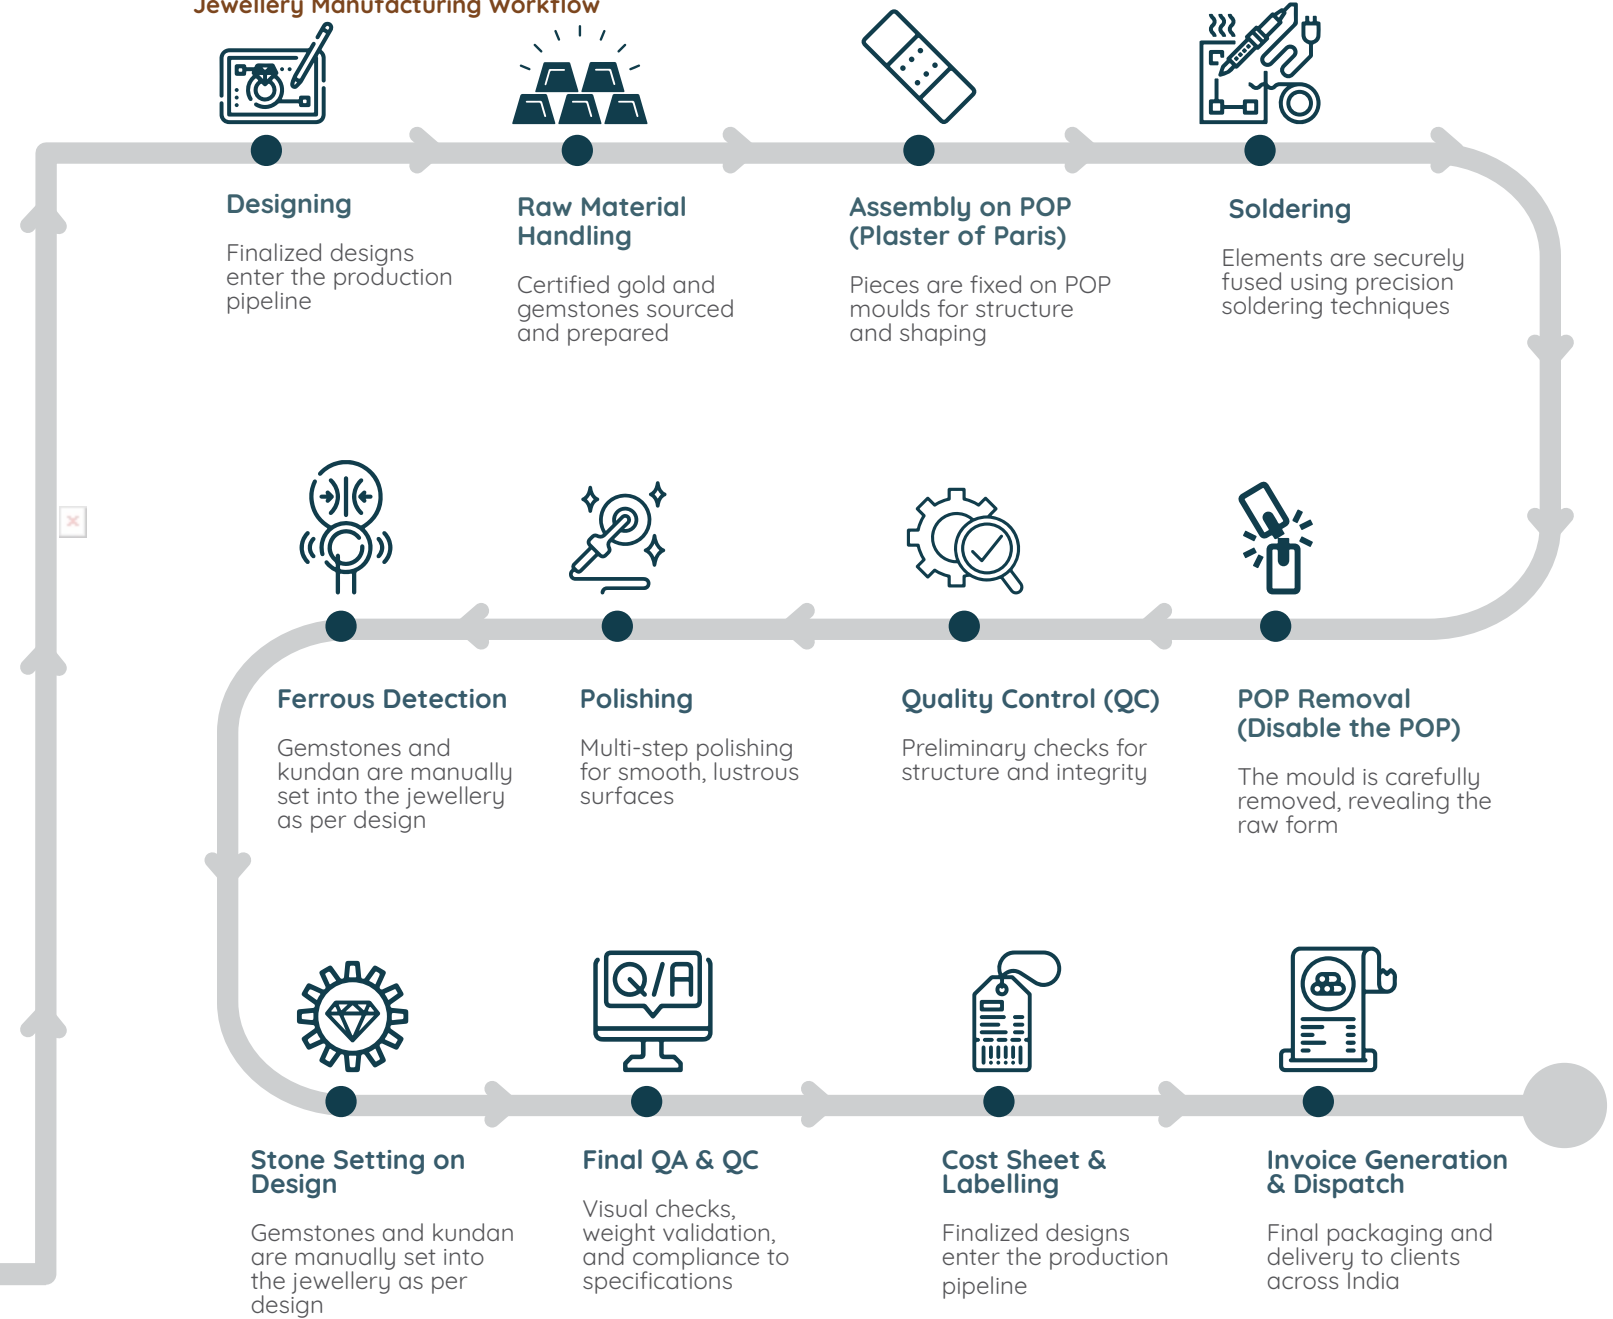 Jewellery Manufacturing Workflow
Designing
Finalized designs
enter the production
pipeline
Raw Material
Handling
Certified gold and
gemstones sourced
and prepared
Assembly on POP
(Plaster of Paris)
Pieces are fixed on POP
moulds for structure
and shaping
Soldering
Elements are securely
fused using precision
soldering techniques
Ferrous Detection
Gemstones and
kundan are manually
set into the jewellery
as per design
Polishing
Multi-step polishing
for smooth, lustrous
surfaces
Quality Control (QC)
Preliminary checks for
structure and integrity
POP Removal
(Disable the POP)
The mould is carefully
removed, revealing the
raw form
Q/A
Stone Setting on
Design
Gemstones and kundan
are manually set into
the jewellery as per
design
Final QA & QC
Visual checks,
weight validation,
and compliance to
specifications
Cost Sheet &
Labelling
Finalized designs
enter the production
pipeline
Invoice Generation
& Dispatch
Final packaging and
delivery to clients
across India